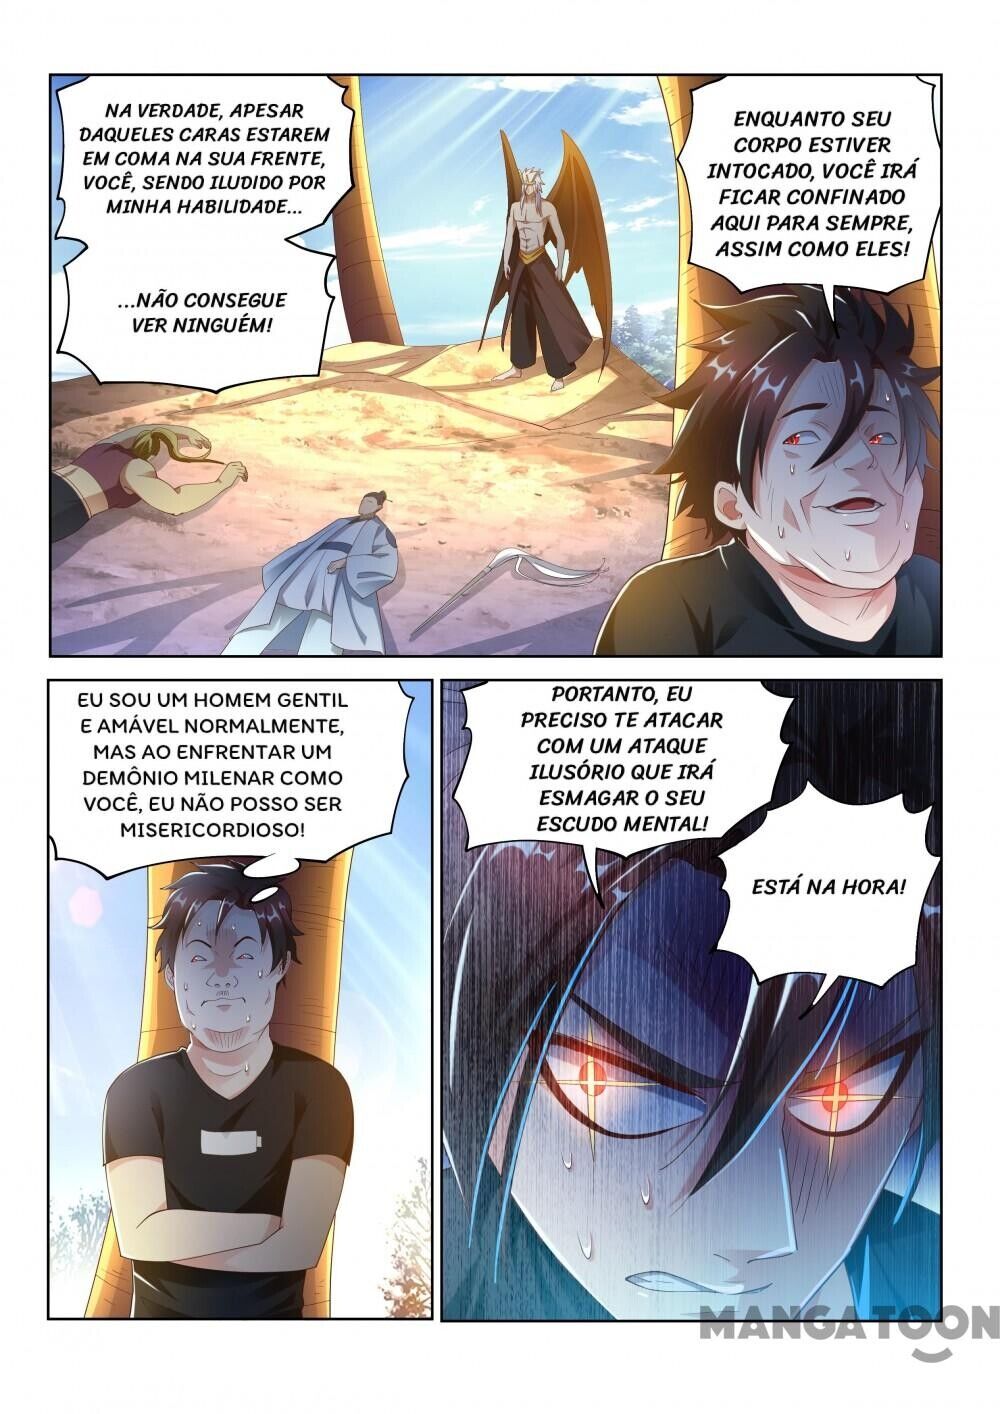 NA VERDADE, APESAR
DAQUELES CARAS ESTAREM
EM COMA NA SUA FRENTE,
VOCÊ, SENDO ILUDIDO POR
MINHA HABILIDADE...
...NÃO CONSEGUE
VER NINGUÉM!
ENQUANTO SEU
CORPO ESTIVER
INTOCADO, VOCÊ IRÁ
FICAR CONFINADO
AQUI PARA SEMPRE,
ASSIM COMO ELES!
EU SOU UM HOMEM GENTIL
E AMÁVEL NORMALMENTE,
MAS AO ENFRENTAR UM
DEMÔNIO MILENAR COMO
VOCÊ, EU NÃO POSSO SER
MISERICORDIOSO!
PORTANTO, EU
PRECISO TE ATACAR
COM UM ATAQUE
ILUSÓRIO QUE IRÁ
ESMAGAR O SEU
ESCUDO MENTAL!
ESTÁ NA HORA!
MANGATOON